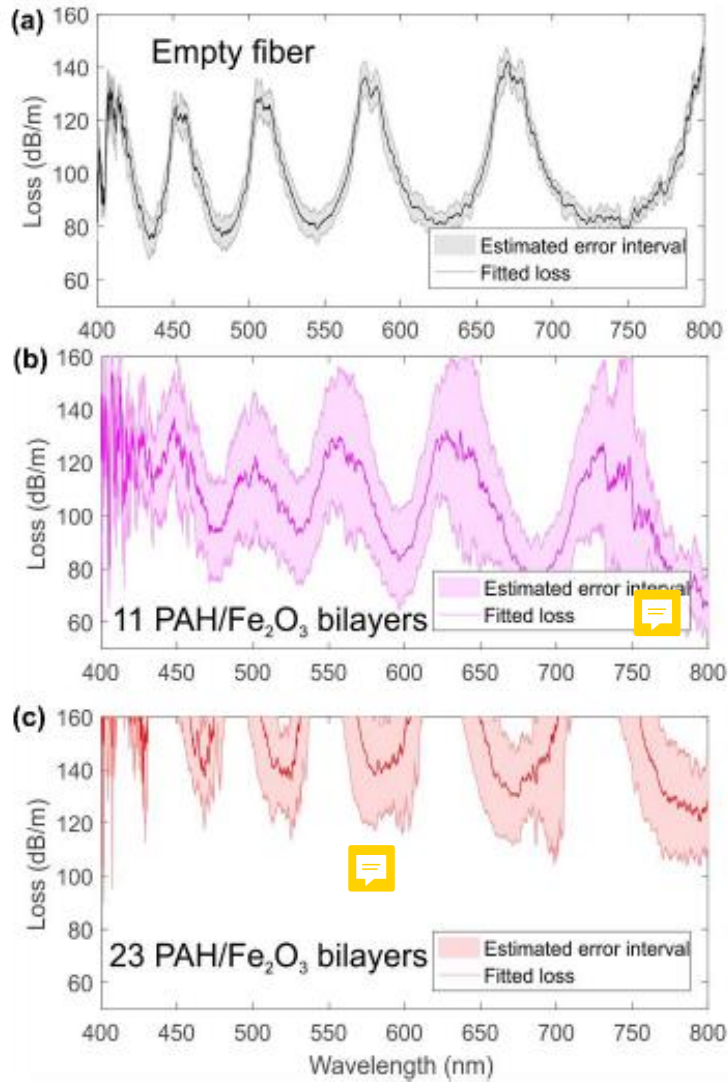 (a)
160
140
120
100
80
60
Loss (dB/m)
Empty fiber
Estimated error interval
Fitted loss
400 450 500 550 600 650 700 750 800
(b)
160
140
120
100
80
60
Loss (dB/m)
Estimated error interval
Fitted loss
11 PAH/Fe₂O₃ bilayers
400 450 500 550 600 650 700 750 800
(c)
160
140
120
100
80
60
Loss (dB/m)
Estimated error interval
Fitted loss
23 PAH/Fe₂O₃ bilayers
400 450 500 550 600 650 700 750 800
Wavelength (nm)